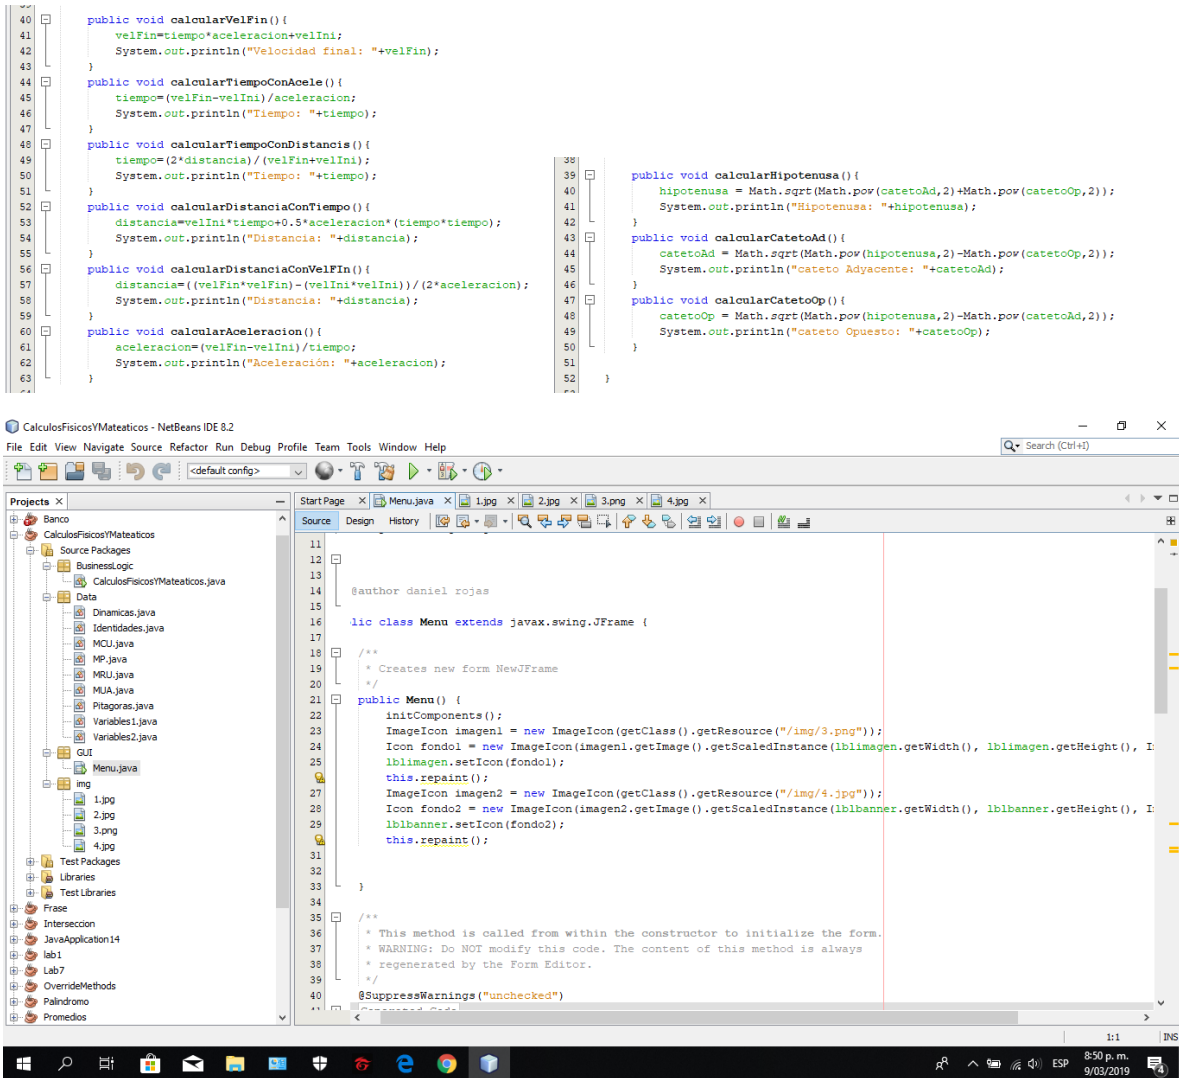 40 public void calcularVelFin(){
41 velFin=tiempo*aceleracion+velIni;
42 System.out.println("Velocidad final: "+velFin);
43 }
44 public void calcularTiempoConAcele(){
45 tiempo=(velFin-velIni)/aceleracion;
46 System.out.println("Tiempo: "+tiempo);
47 }
48 public void calcularTiempoConDistancis(){
49 tiempo=(2*distancia)/(velFin+velIni);
50 System.out.println("Tiempo: "+tiempo);
51 }
52 public void calcularDistanciaConTiempo(){
53 distancia=velIni*tiempo+0.5*aceleracion*(tiempo*tiempo);
54 System.out.println("Distancia: "+distancia);
55 }
56 public void calcularDistanciaConVelFIn(){
57 distancia=((velFin*velFin)-(velIni*velIni))/(2*aceleracion);
58 System.out.println("Distancia: "+distancia);
59 }
60 public void calcularAceleracion(){
61 aceleracion=(velFin-velIni)/tiempo;
62 System.out.println("Aceleración: "+aceleracion);
63 }
38
39 public void calcularHipotenusa(){
40 hipotenusa = Math.sqrt(Math.pow(catetoAd,2)+Math.pow(catetoOp,2));
41 System.out.println("Hipotenusa: "+hipotenusa);
42 }
43 public void calcularCatetoAd(){
44 catetoAd = Math.sqrt(Math.pow(hipotenusa,2)-Math.pow(catetoOp,2));
45 System.out.println("cateto Adyacente: "+catetoAd);
46 }
47 public void calcularCatetoOp(){
48 catetoOp = Math.sqrt(Math.pow(hipotenusa,2)-Math.pow(catetoAd,2));
49 System.out.println("cateto Opuesto: "+catetoOp);
50 }
51
52 }
CalculosFisicosYMateaticos - NetBeans IDE 8.2
File Edit View Navigate Source Refactor Run Debug Profile Team Tools Window Help
Search (Ctrl+I)
<default config>
Projects
Banco
CalculosFisicosYMateaticos
Source Packages
BusinessLogic
CalculosFisicosYMateaticos.java
Data
Dinamicas.java
Identidades.java
MCU.java
MP.java
MRU.java
MUA.java
Pitagoras.java
Variables1.java
Variables2.java
GUI
Menu.java
img
1.jpg
2.jpg
3.png
4.jpg
Test Packages
Libraries
Test Libraries
Frase
Interseccion
JavaApplication14
lab1
Lab7
OverrideMethods
Palindromo
Promedios
Start Page Menu.java 1.jpg 2.jpg 3.png 4.jpg
Source Design History
11
12
13
14 @author daniel rojas
15
16 lic class Menu extends javax.swing.JFrame {
17
18 /**
19 * Creates new form NewJFrame
20 */
21 public Menu() {
22 initComponents();
23 ImageIcon imagen1 = new ImageIcon(getClass().getResource("/img/3.png"));
24 Icon fondo1 = new ImageIcon(imagen1.getImage().getScaledInstance(lblimagen.getWidth(), lblimagen.getHeight(), I
25 lblimagen.setIcon(fondo1);
this.repaint();
27 ImageIcon imagen2 = new ImageIcon(getClass().getResource("/img/4.jpg"));
28 Icon fondo2 = new ImageIcon(imagen2.getImage().getScaledInstance(lblbanner.getWidth(), lblbanner.getHeight(), I
29 lblbanner.setIcon(fondo2);
this.repaint();
31
32
33 }
34
35 /**
36 * This method is called from within the constructor to initialize the form.
37 * WARNING: Do NOT modify this code. The content of this method is always
38 * regenerated by the Form Editor.
39 */
40 @SuppressWarnings("unchecked")
1:1 INS
ESP
8:50 p. m.
9/03/2019
4